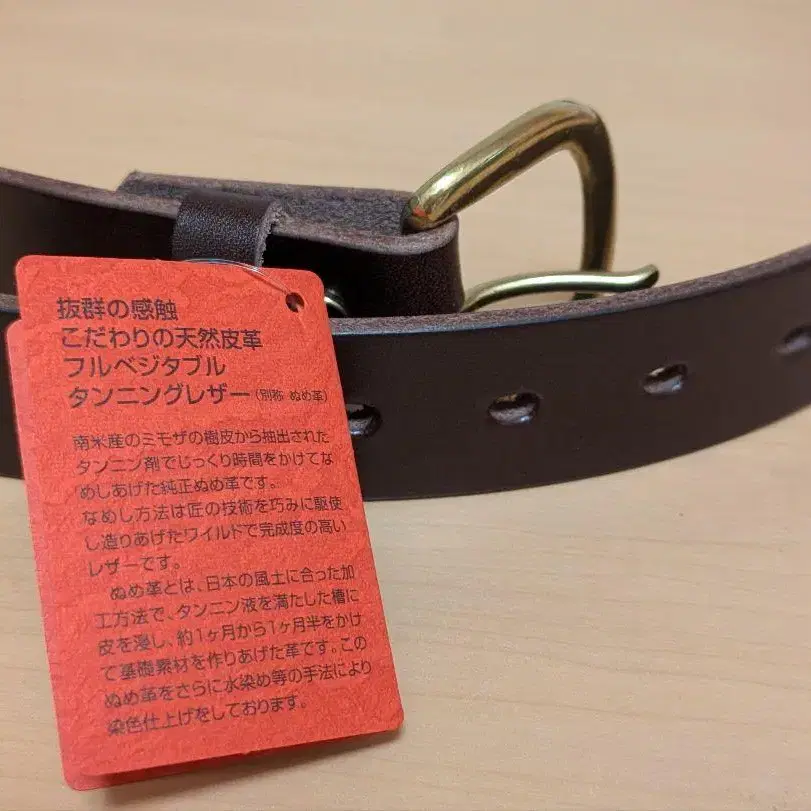 抜群の感触
こだわりの天然皮革
フルベジタブル
タンニングレザー（別称 ぬめ革）
南米産のミモザの樹皮から抽出された
タンニン剤でじっくり時間をかけてな
めしあげた純正ぬめ革です。
なめし方法は匠の技術を巧みに駆使
し造りあげたワイルドで完成度の高い
レザーです。
ぬめ革とは、日本の風土に合った加
工方法で、タンニン液を満たした槽に
皮を浸し、約1ヶ月から1ヶ月半をかけ
て基礎素材を作りあげた革です。この
ぬめ革をさらに水染め等の手法により
染色仕上げをしております。